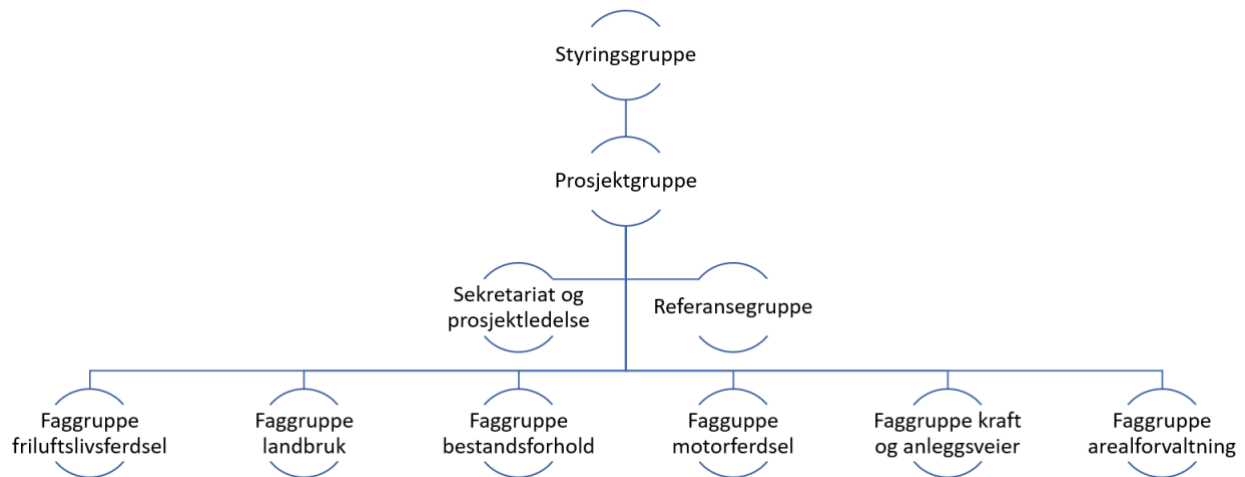 Styringsgruppe
Prosjektgruppe
Sekretariat og
prosjektledelse
Referansegruppe
Faggruppe
friluftslivsferdsel
Faggruppe
landbruk
Faggruppe
bestandsforhold
Fagguppe
motorferdsel
Faggruppe kraft
og anleggsveier
Faggruppe
arealforvaltning